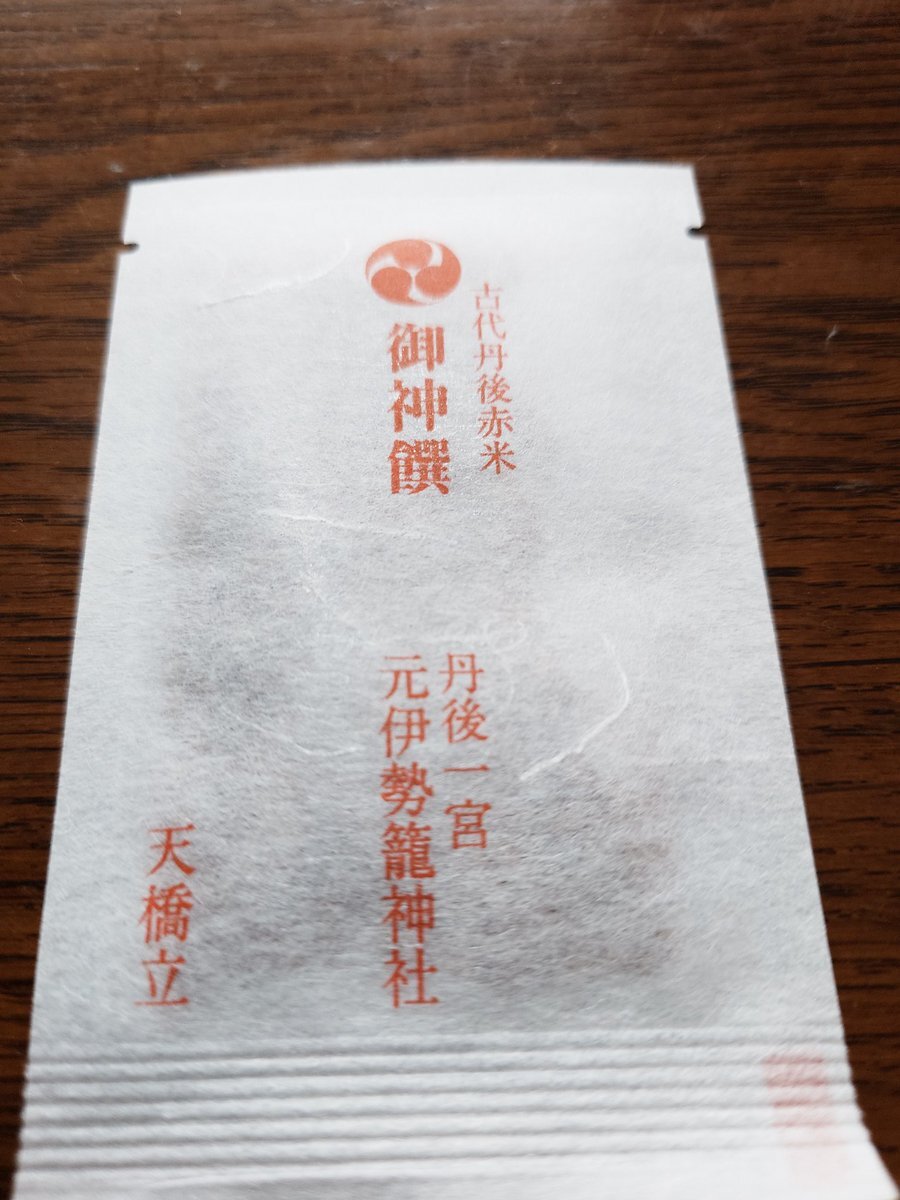 古代丹後赤米
御神饌
丹後一宮
元伊勢籠神社
天橋立